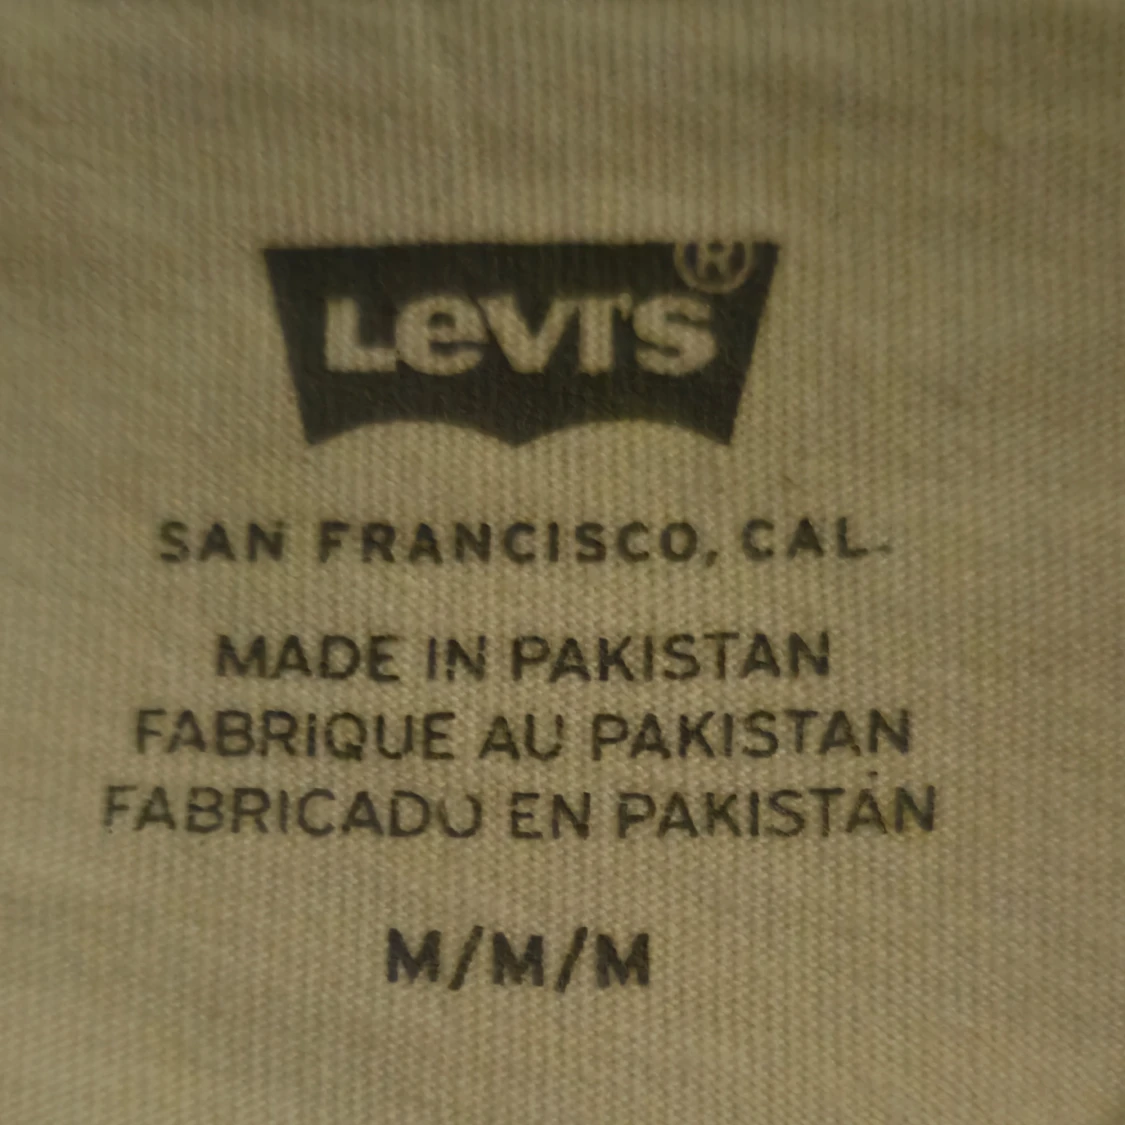 Levi's ®
SAN FRANCISCO, CAL.
MADE IN PAKISTAN
FABRIQUE AU PAKISTAN
FABRICADO EN PAKISTÁN
M/M/M